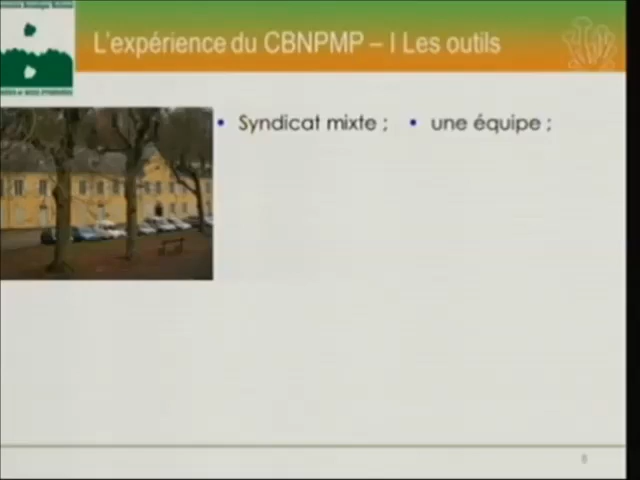 L'expérience du CBNPMP – I Les outils
• Syndicat mixte ; • une équipe ;